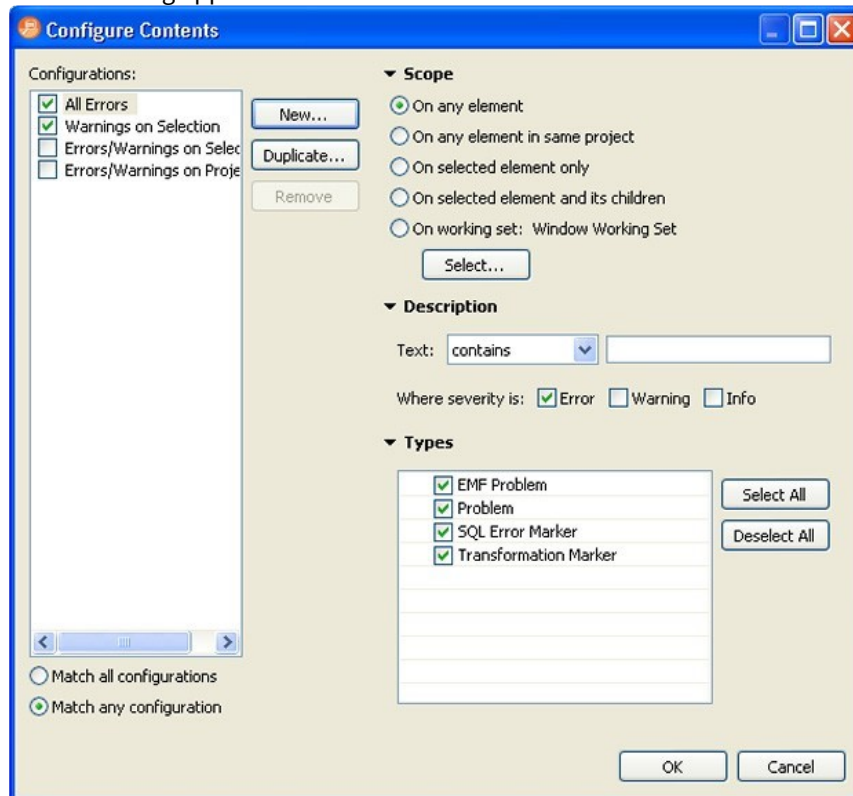 Configure Contents
Configurations:
All Errors
Warnings on Selection
Errors/Warnings on Selec
Errors/Warnings on Proje
New...
Duplicate...
Remove
Match all configurations
Match any configuration
Scope
On any element
On any element in same project
On selected element only
On selected element and its children
On working set: Window Working Set
Select...
Description
Text: contains
Where severity is: Error Warning Info
Types
EMF Problem
Problem
SQL Error Marker
Transformation Marker
Select All
Deselect All
OK Cancel